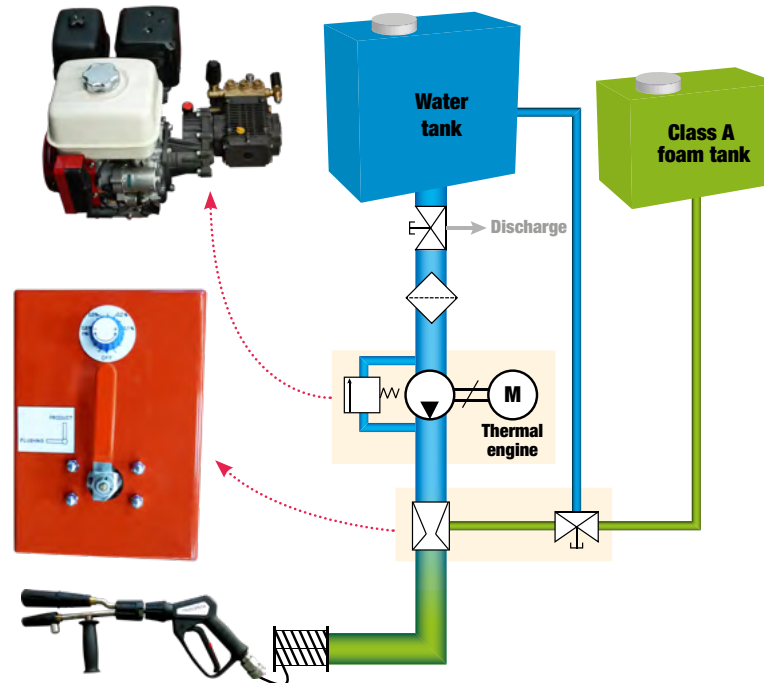 Water
tank
Class A
foam tank
Discharge
M
Thermal
engine
OFF
PRODUCT
FLUSHING